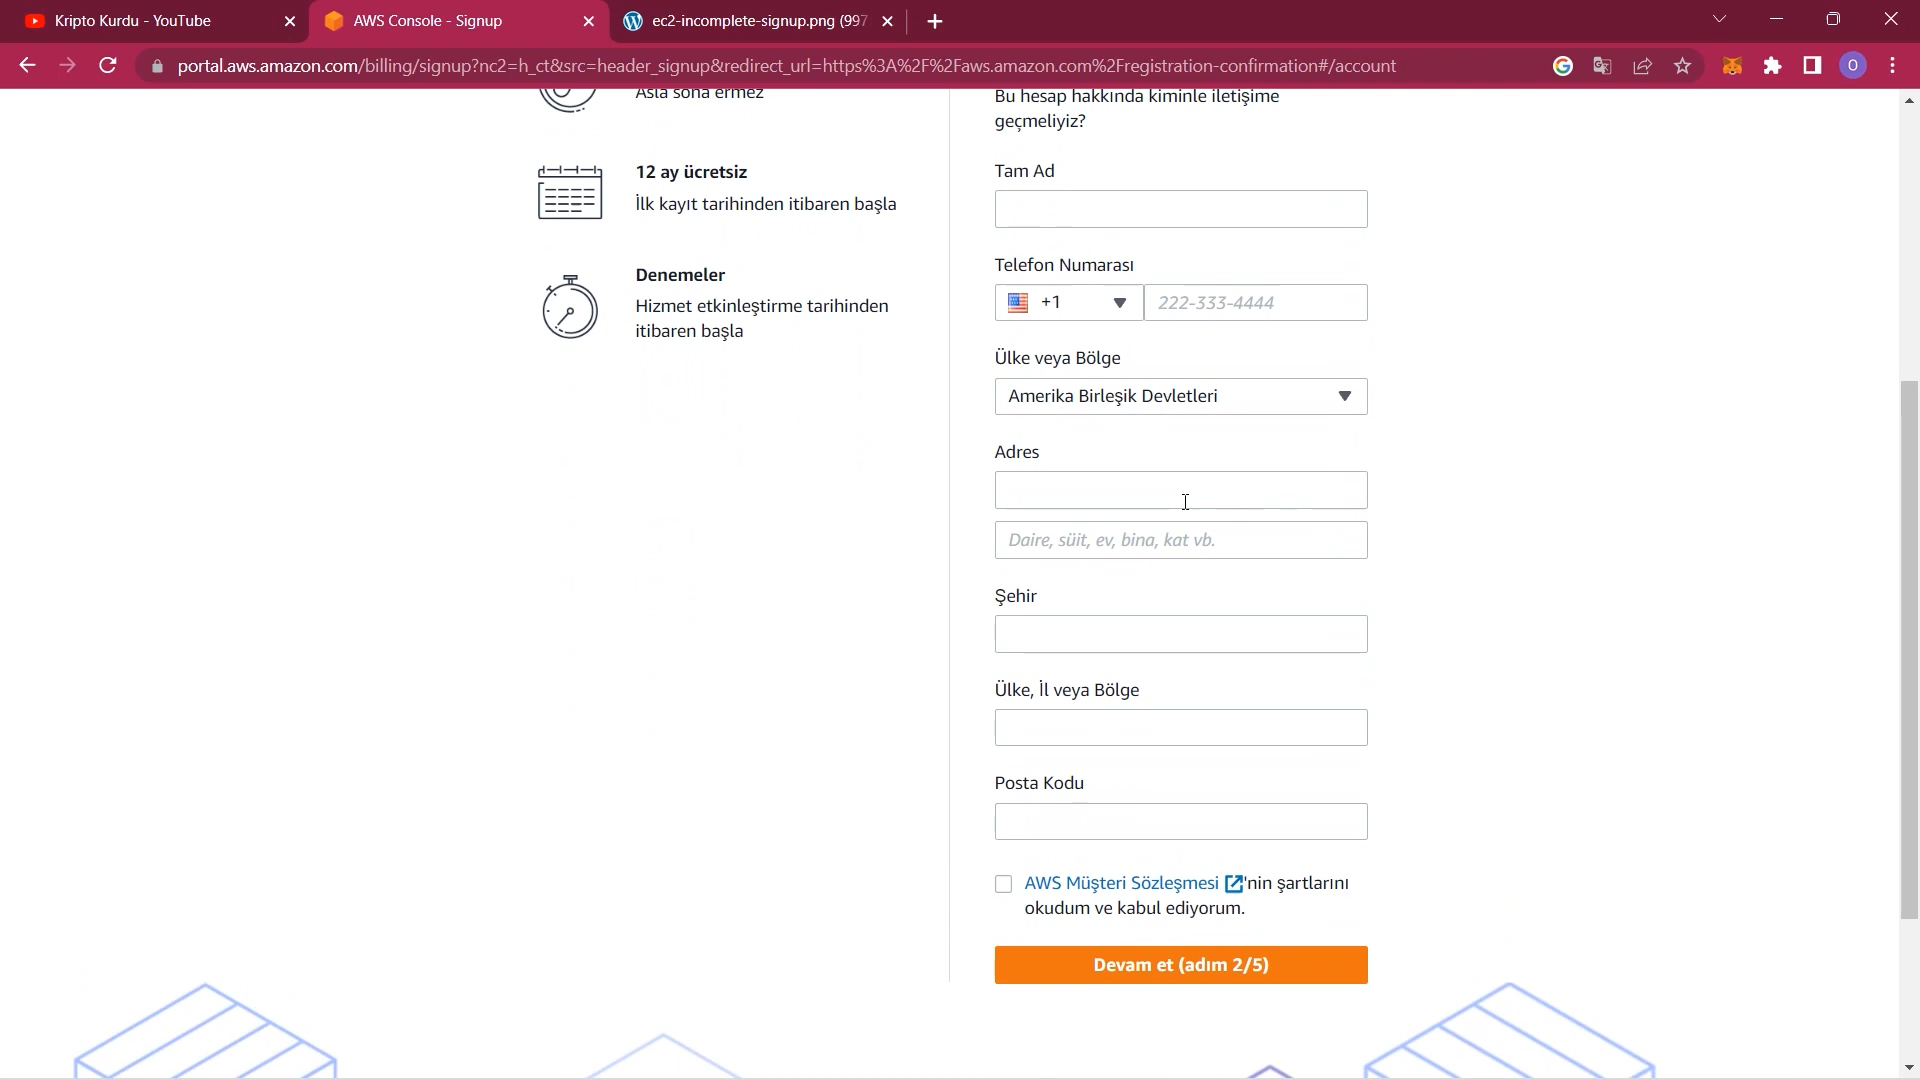 Kripto Kurdu - YouTube
AWS Console - Signup
ec2-incomplete-signup.png (997
portal.aws.amazon.com/billing/signup?nc2=h_ct&src=header_signup&redirect_url=https%3A%2F%2Faws.amazon.com%2Fregistration-confirmation#/account
O
Asla sona ermez
12 ay ücretsiz
İlk kayıt tarihinden itibaren başla
Denemeler
Hizmet etkinleştirme tarihinden
itibaren başla
Bu hesap hakkında kiminle iletişime
geçmeliyiz?
Tam Ad
Telefon Numarası
+1
222-333-4444
Ülke veya Bölge
Amerika Birleşik Devletleri
Adres
Daire, süit, ev, bina, kat vb.
Şehir
Ülke, İl veya Bölge
Posta Kodu
AWS Müşteri Sözleşmesi 'nin şartlarını
okudum ve kabul ediyorum.
Devam et (adım 2/5)